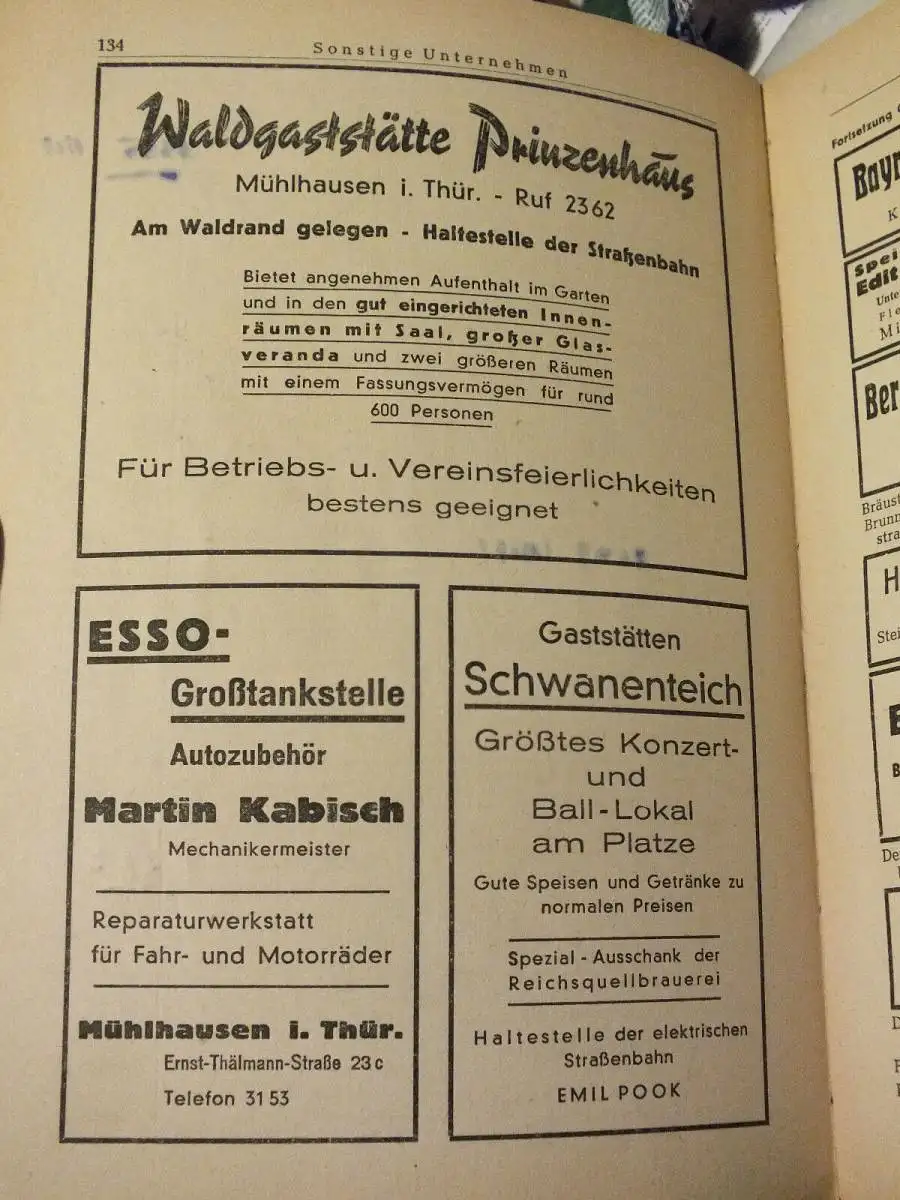 134
Sonstige Unternehmen
Waldgaststätte Prinzenhaus
Mühlhausen i. Thür. - Ruf 2362
Am Waldrand gelegen - Haltestelle der Straßenbahn
Bietet angenehmen Aufenthalt im Garten
und in den gut eingerichteten Innen-
räumen mit Saal, großer Glas-
veranda und zwei größeren Räumen
mit einem Fassungsvermögen für rund
600 Personen
Für Betriebs- u. Vereinsfeierlichkeiten
bestens geeignet
ESSO-
Großtankstelle
Autozubehör
Martin Kabisch
Mechanikermeister
Reparaturwerkstatt
für Fahr- und Motorräder
Mühlhausen i. Thür.
Ernst-Thälmann-Straße 23 c
Telefon 31 53
Gaststätten
Schwanenteich
Größtes Konzert-
und
Ball-Lokal
am Platze
Gute Speisen und Getränke zu
normalen Preisen
Spezial-Ausschank der
Reichsquellbrauerei
Haltestelle der elektrischen
Straßenbahn
EMIL POOK
Fortsetzung